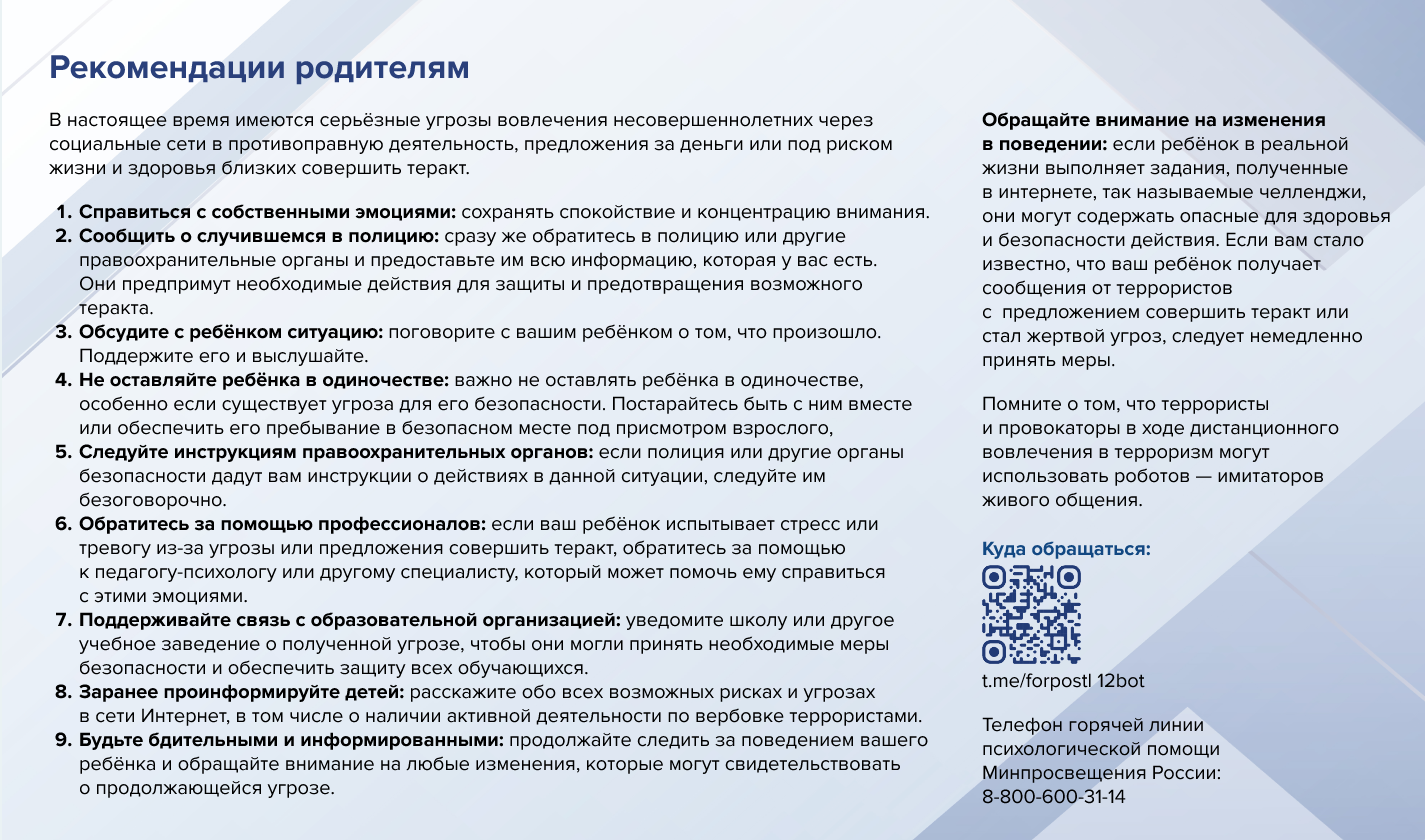 Рекомендации родителям
В настоящее время имеются серьёзные угрозы вовлечения несовершеннолетних через
социальные сети в противоправную деятельность, предложения за деньги или под риском
жизни и здоровья близких совершить теракт.
1. Справиться с собственными эмоциями: сохранять спокойствие и концентрацию внимания.
2. Сообщить о случившемся в полицию: сразу же обратитесь в полицию или другие
правоохранительные органы и предоставьте им всю информацию, которая у вас есть.
Они предпримут необходимые действия для защиты и предотвращения возможного
теракта.
3. Обсудите с ребёнком ситуацию: поговорите с вашим ребёнком о том, что произошло.
Поддержите его и выслушайте.
4. Не оставляйте ребёнка в одиночестве: важно не оставлять ребёнка в одиночестве,
особенно если существует угроза для его безопасности. Постарайтесь быть с ним вместе
или обеспечить его пребывание в безопасном месте под присмотром взрослого,
5. Следуйте инструкциям правоохранительных органов: если полиция или другие органы
безопасности дадут вам инструкции о действиях в данной ситуации, следуйте им
безоговорочно.
6. Обратитесь за помощью профессионалов: если ваш ребёнок испытывает стресс или
тревогу из-за угрозы или предложения совершить теракт, обратитесь за помощью
к педагогу-психологу или другому специалисту, который может помочь ему справиться
с этими эмоциями.
7. Поддерживайте связь с образовательной организацией: уведомите школу или другое
учебное заведение о полученной угрозе, чтобы они могли принять необходимые меры
безопасности и обеспечить защиту всех обучающихся.
8. Заранее проинформируйте детей: расскажите обо всех возможных рисках и угрозах
в сети Интернет, в том числе о наличии активной деятельности по вербовке террористами.
9. Будьте бдительными и информированными: продолжайте следить за поведением вашего
ребёнка и обращайте внимание на любые изменения, которые могут свидетельствовать
о продолжающейся угрозе.
Обращайте внимание на изменения
в поведении: если ребёнок в реальной
жизни выполняет задания, полученные
в интернете, так называемые челленджи,
они могут содержать опасные для здоровья
и безопасности действия. Если вам стало
известно, что ваш ребёнок получает
сообщения от террористов
с предложением совершить теракт или
стал жертвой угроз, следует немедленно
принять меры.
Помните о том, что террористы
и провокаторы в ходе дистанционного
вовлечения в терроризм могут
использовать роботов — имитаторов
живого общения.
Куда обращаться:
t.me/forpostl 12bot
Телефон горячей линии
психологической помощи
Минпросвещения России:
8-800-600-31-14